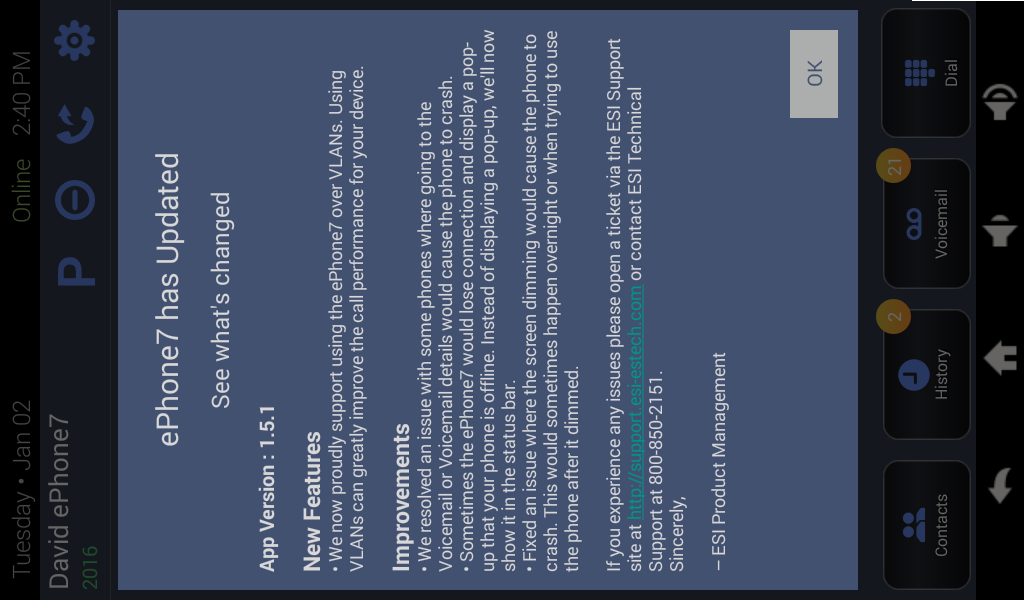 Tuesday • Jan 02
Online 2:40 PM
David ePhone7
2016
P
ePhone7 has Updated
See what's changed
App Version : 1.5.1
New Features
• We now proudly support using the ePhone7 over VLANs. Using
VLANs can greatly improve the call performance for your device.
Improvements
• We resolved an issue with some phones where going to the
Voicemail or Voicemail details would cause the phone to crash.
• Sometimes the ePhone7 would lose connection and display a pop-
up that your phone is offline. Instead of displaying a pop-up, we'll now
show it in the status bar.
• Fixed an issue where the screen dimming would cause the phone to
crash. This would sometimes happen overnight or when trying to use
the phone after it dimmed.
If you experience any issues please open a ticket via the ESI Support
site at http://support.esi-estech.com or contact ESI Technical
Support at 800-850-2151.
Sincerely,
– ESI Product Management
OK
Contacts
2
History
21
Voicemail
Dial